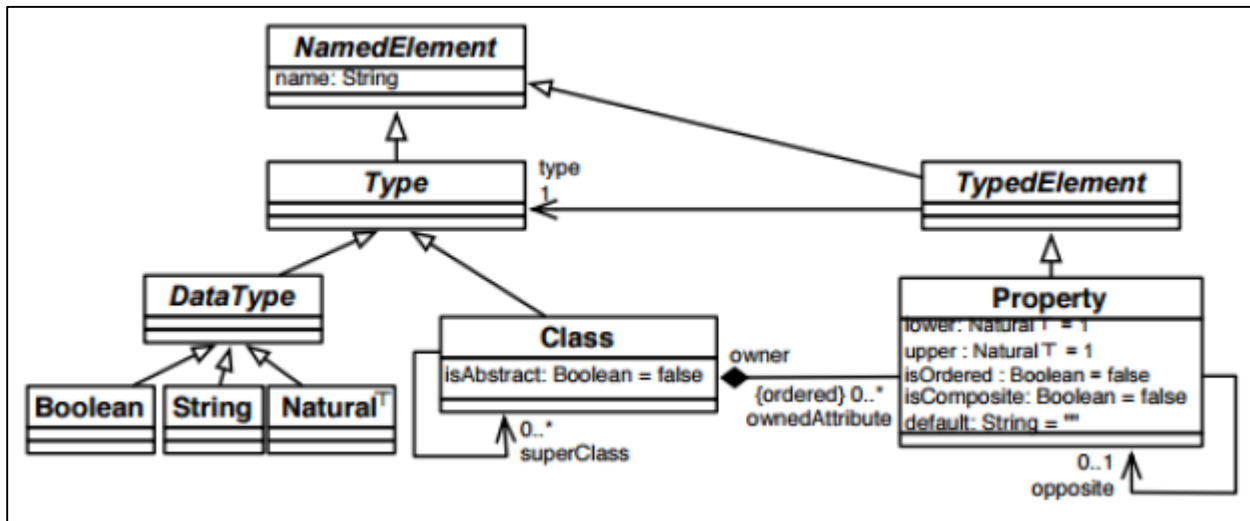 NamedElement
name: String
Type
type
1
TypedElement
DataType
Boolean
String
Natural⊤
Class
isAbstract: Boolean = false
0..*
superClass
owner
{ordered} 0..*
ownedAttribute
Property
lower: Natural⊤ = 1
upper : Natural⊤ = 1
isOrdered : Boolean = false
isComposite: Boolean = false
default: String = ""
0..1
opposite